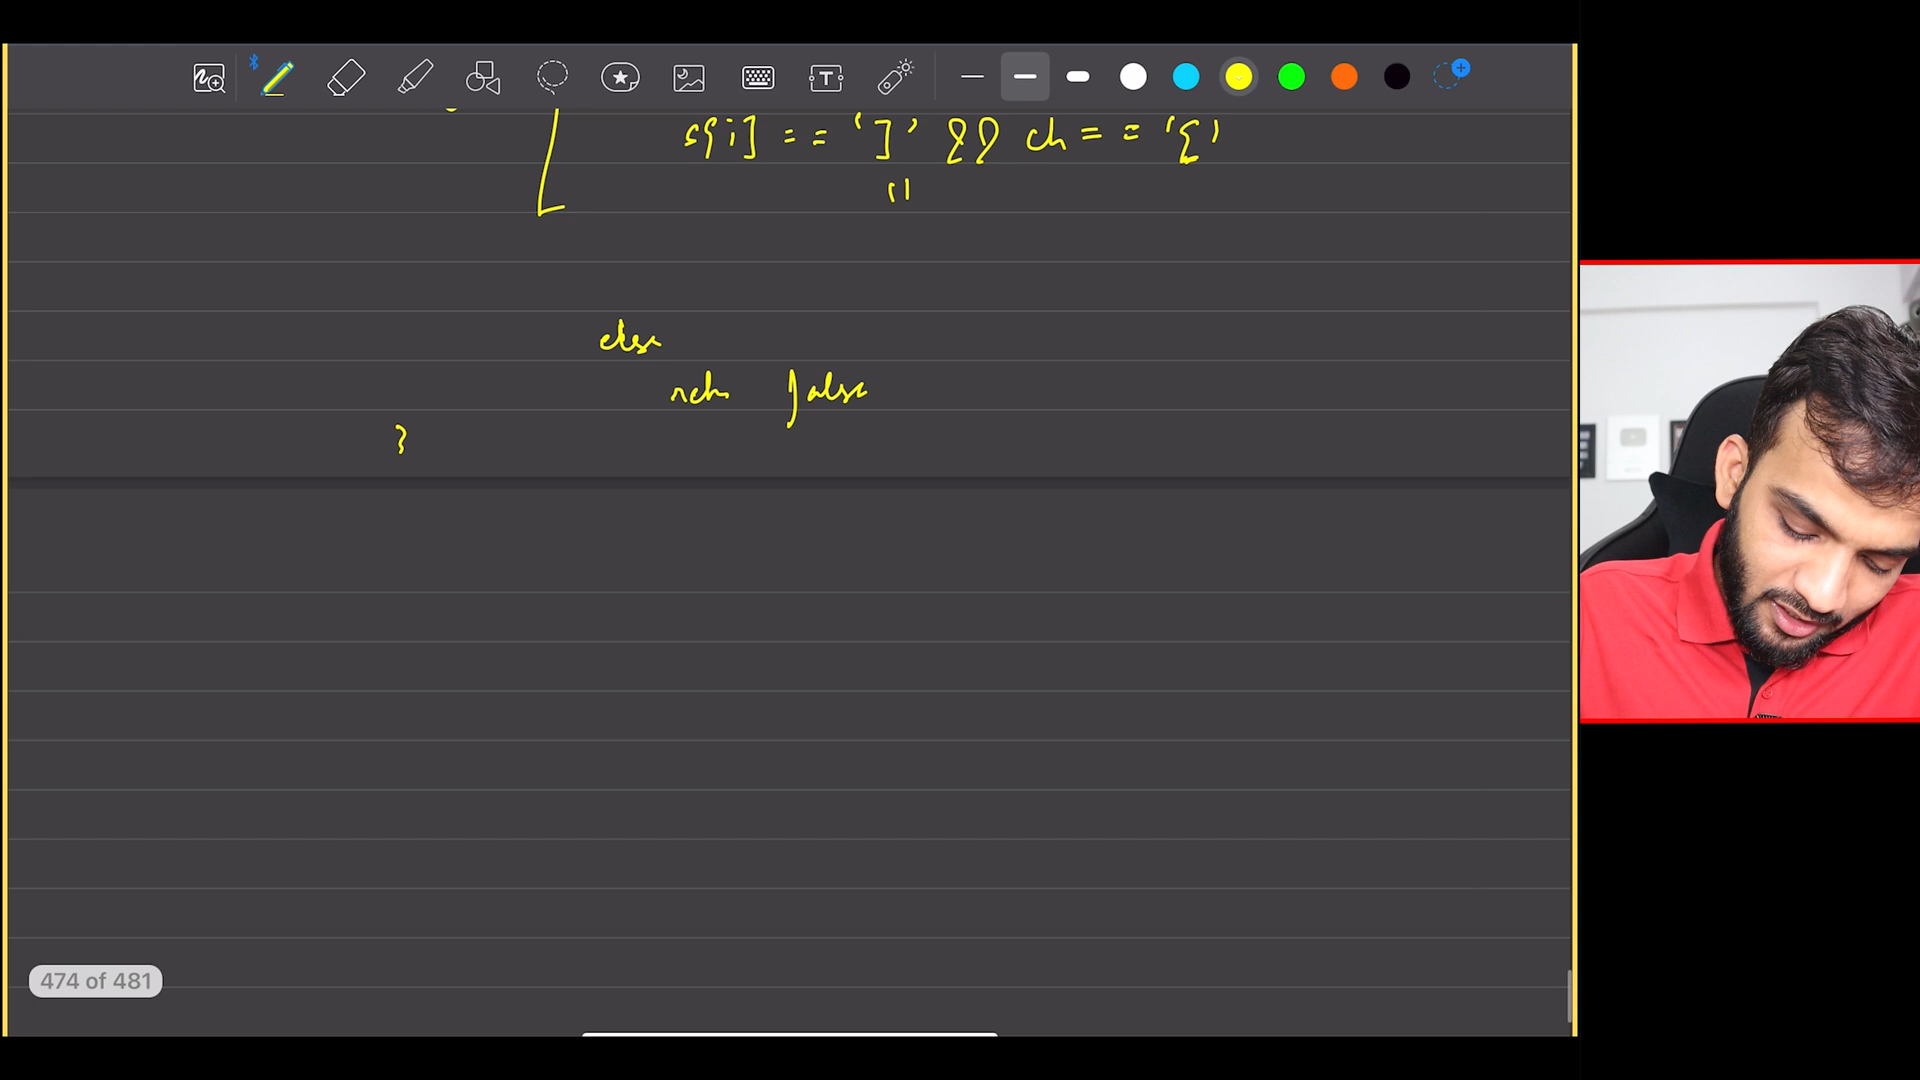 s[i] == ']' && ch == '['
||
else
retn false
}
474 of 481